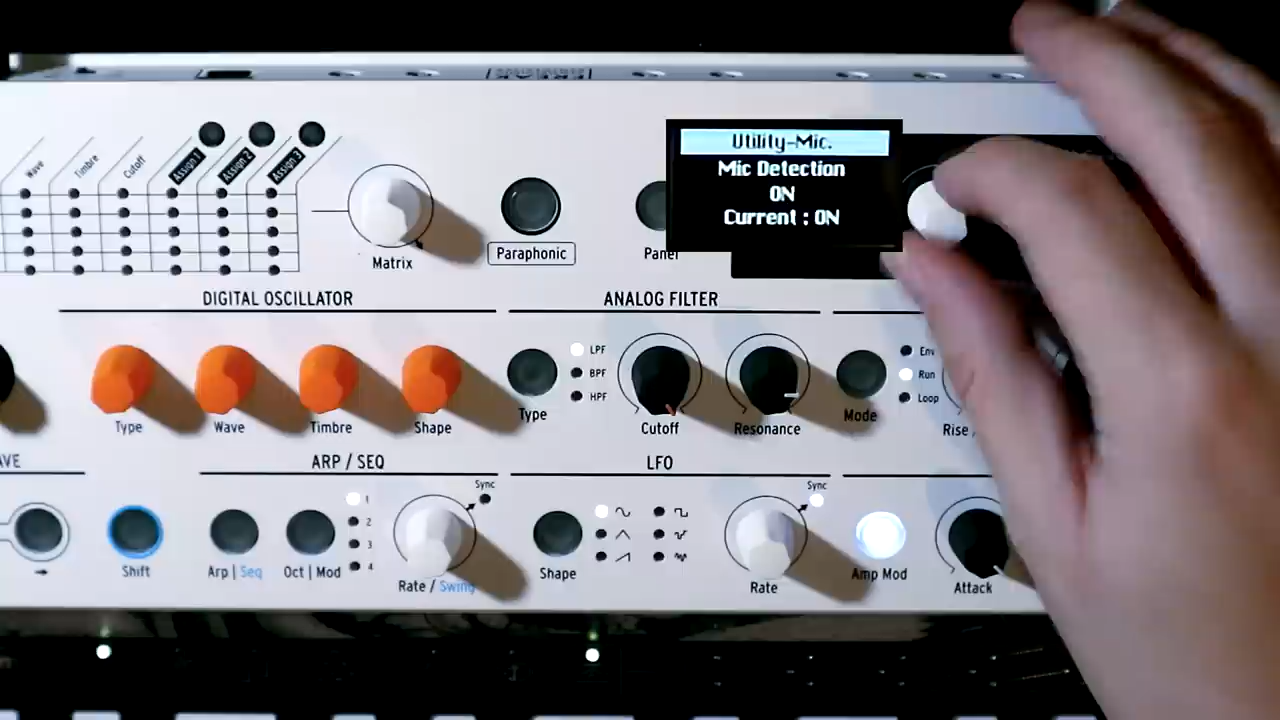 Utility-Mic.
Mic Detection
ON
Current : ON
Wave
Timbre
Cutoff
Assign 1
Assign 2
Assign 3
Matrix
Paraphonic
Panel
DIGITAL OSCILLATOR
ANALOG FILTER
LPF
BPF
HPF
Env
Run
Loop
Type
Wave
Timbre
Shape
Type
Cutoff
Resonance
Mode
Rise /
AVE
ARP / SEQ
LFO
Sync
Sync
1
2
3
4
Shift
Arp | Seq
Oct | Mod
Rate / Swing
Shape
Rate
Amp Mod
Attack